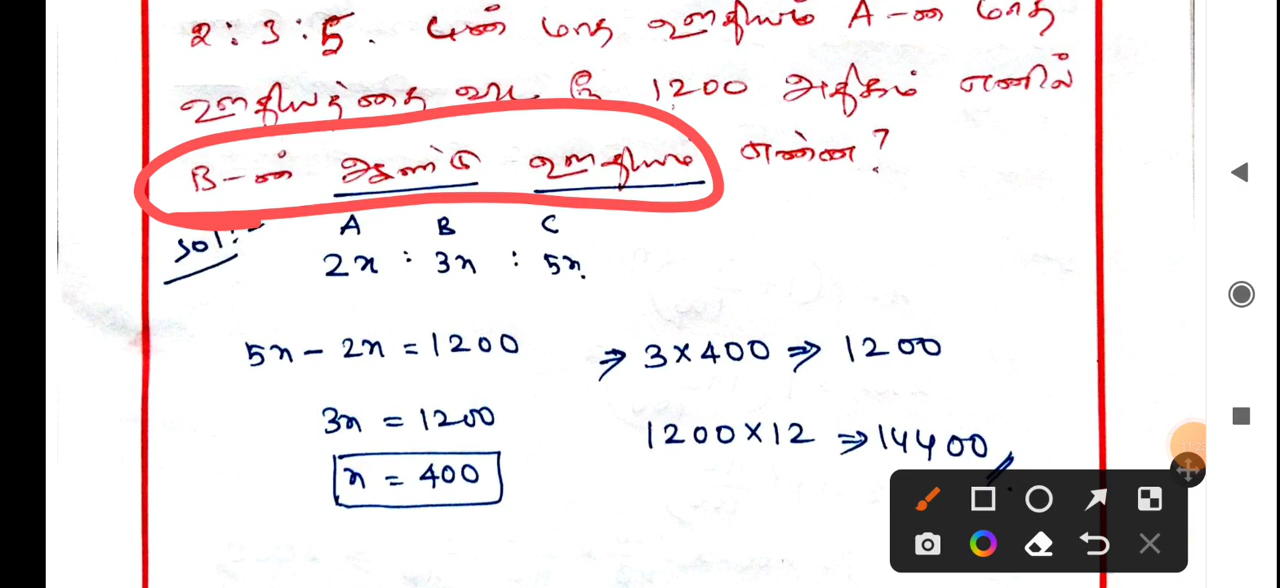 2 : 3 : 5. C-ன் மாத ஊதியம் A-ன் மாத
ஊதியத்தை விட ரூ 1200 அதிகம் எனில்
B-ன் ஆண்டு ஊதியம் என்ன?
Sol:-
A B C
2x : 3x : 5x
5x - 2x = 1200
⇒ 3 × 400 ⇒ 1200
3x = 1200
1200 × 12 ⇒ 14400
x = 400